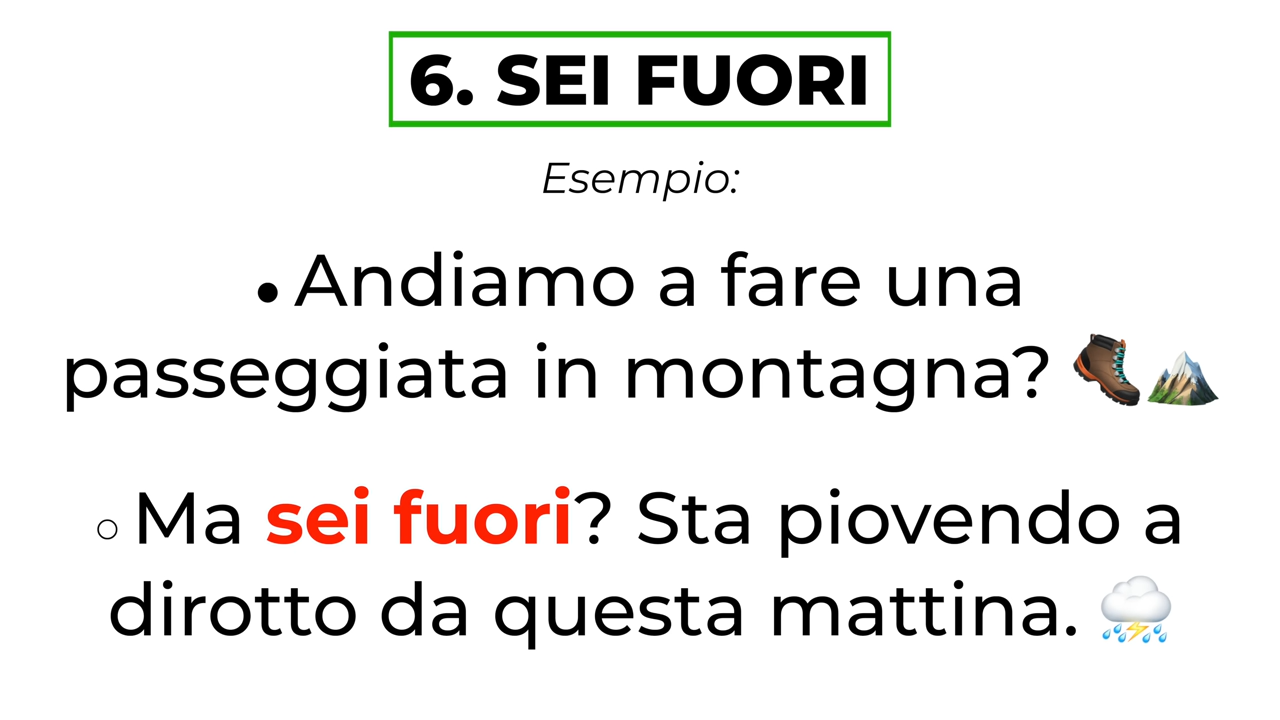 6. SEI FUORI
Esempio:
• Andiamo a fare una
passeggiata in montagna? 🥾⛰️
○ Ma sei fuori? Sta piovendo a
dirotto da questa mattina. ⛈️